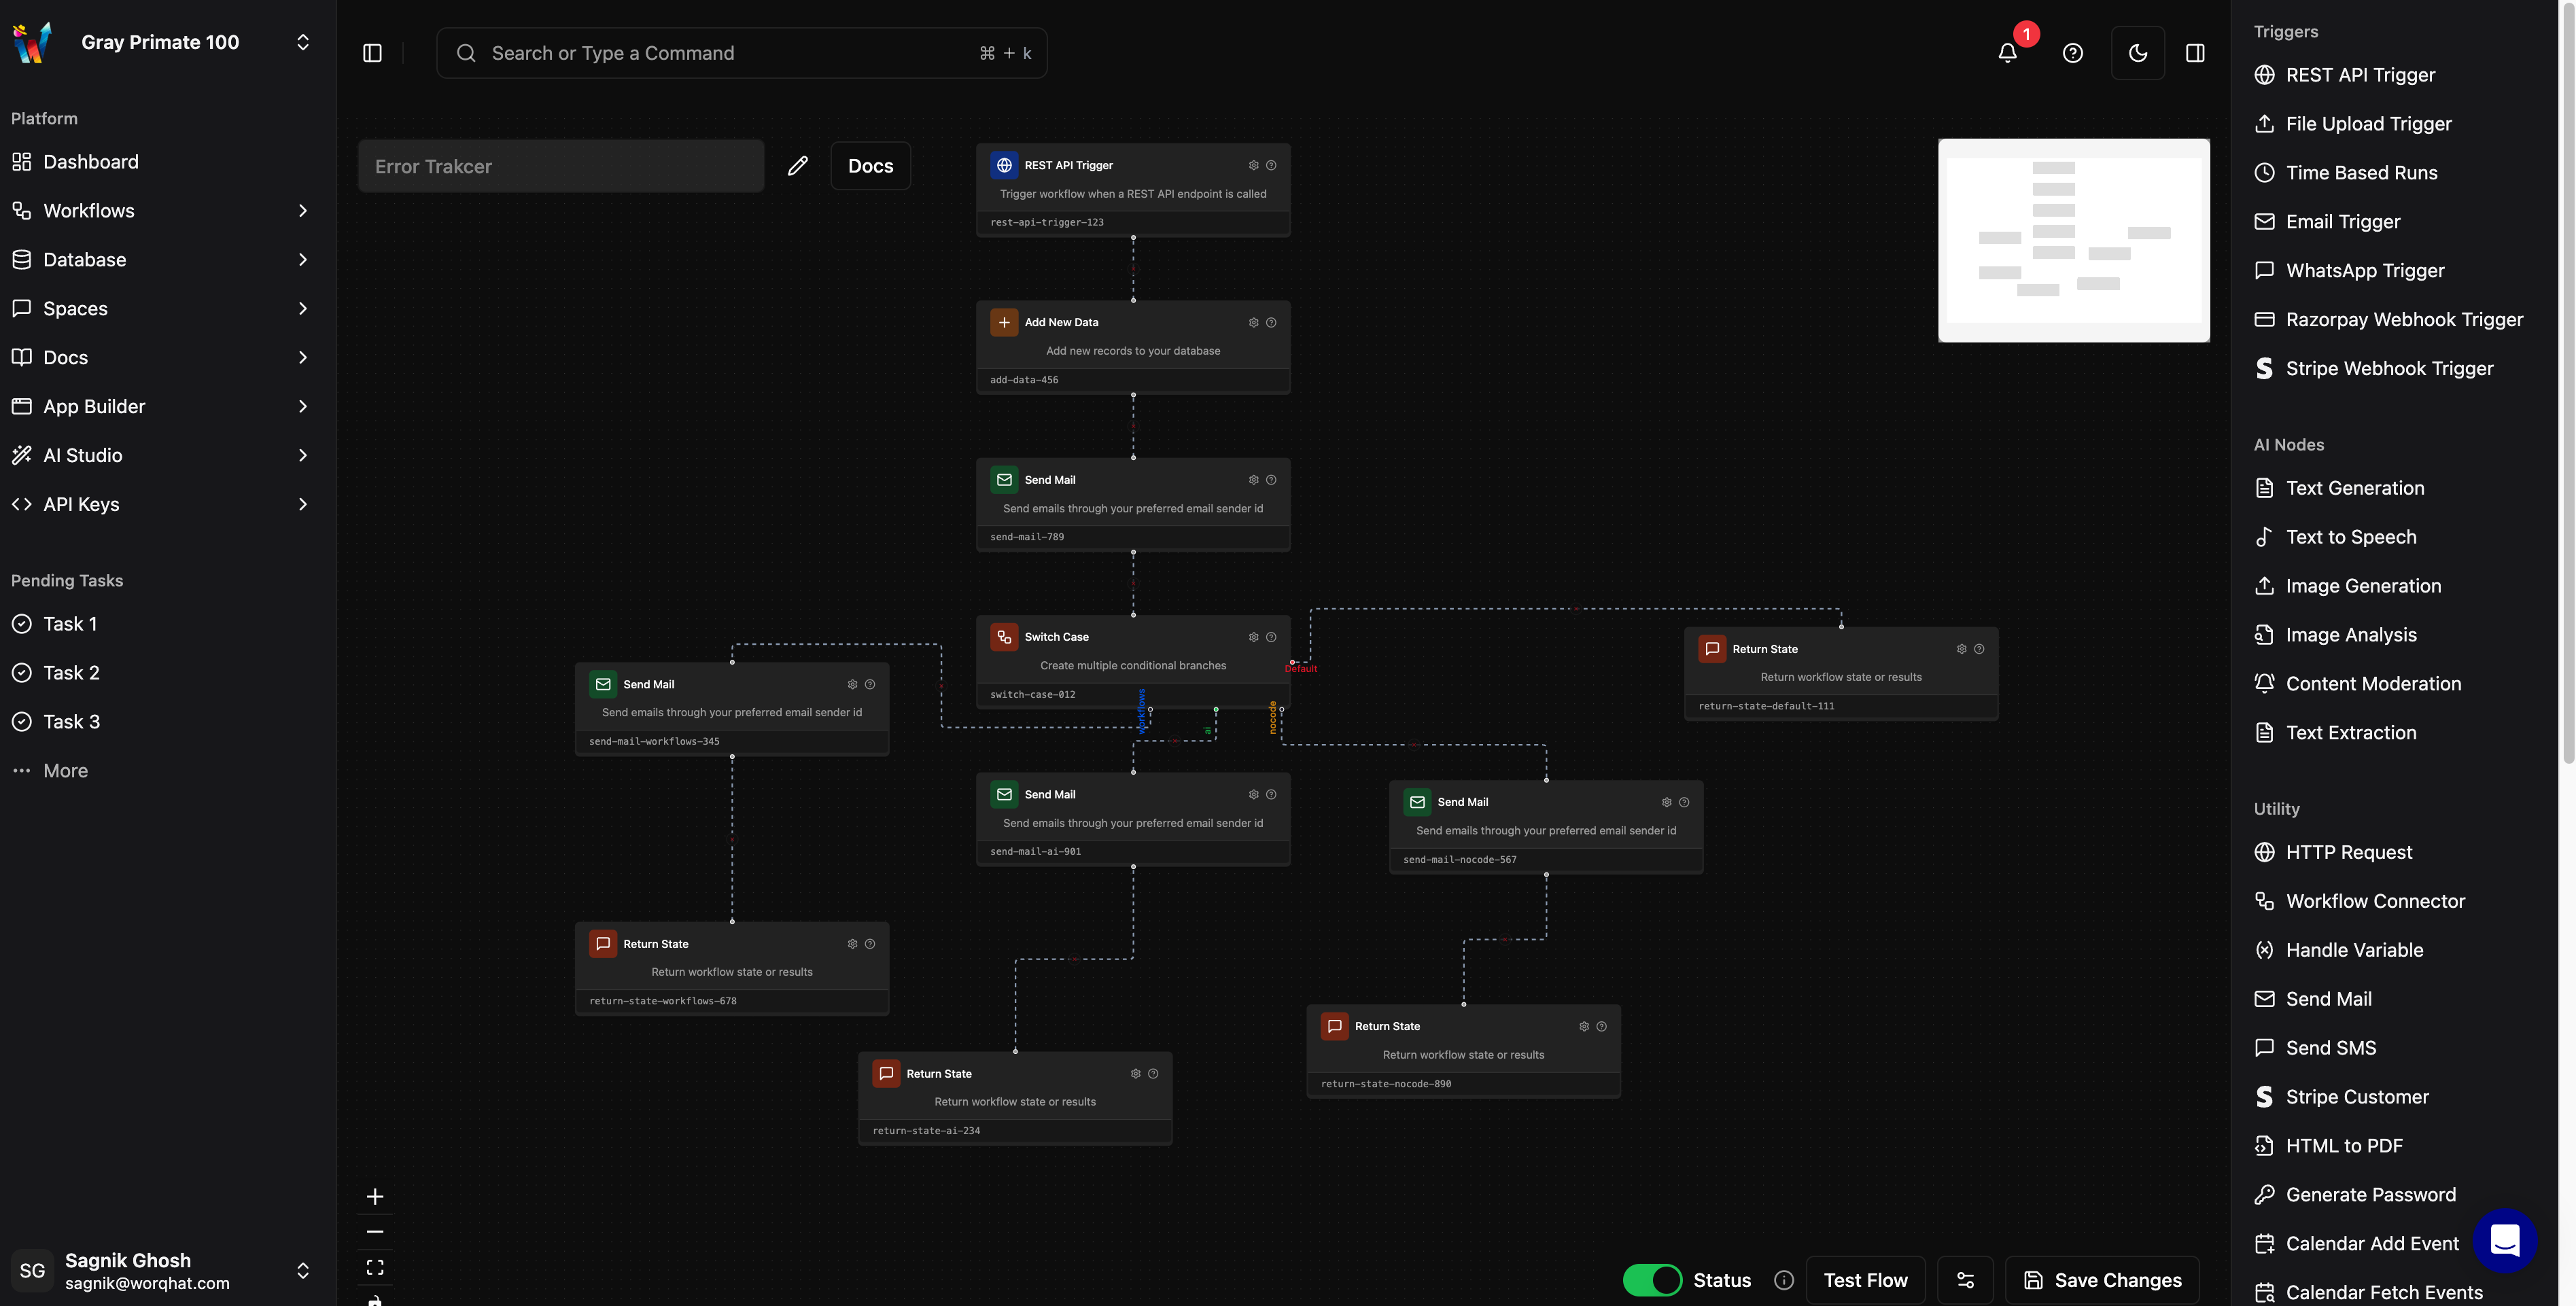 Gray Primate 100
Platform
Dashboard
Workflows
Database
Spaces
Docs
App Builder
AI Studio
API Keys
Pending Tasks
Task 1
Task 2
Task 3
More
SG
Sagnik Ghosh
sagnik@worqhat.com
Search or Type a Command
⌘ + k
1
Error Trakcer
Docs
REST API Trigger
Trigger workflow when a REST API endpoint is called
rest-api-trigger-123
Add New Data
Add new records to your database
add-data-456
Send Mail
Send emails through your preferred email sender id
send-mail-789
Switch Case
Create multiple conditional branches
switch-case-012
Default
workflows
ai
nocode
Return State
Return workflow state or results
return-state-default-111
Send Mail
Send emails through your preferred email sender id
send-mail-workflows-345
Send Mail
Send emails through your preferred email sender id
send-mail-ai-901
Send Mail
Send emails through your preferred email sender id
send-mail-nocode-567
Return State
Return workflow state or results
return-state-workflows-678
Return State
Return workflow state or results
return-state-nocode-890
Return State
Return workflow state or results
return-state-ai-234
Status
Test Flow
Save Changes
Triggers
REST API Trigger
File Upload Trigger
Time Based Runs
Email Trigger
WhatsApp Trigger
Razorpay Webhook Trigger
Stripe Webhook Trigger
AI Nodes
Text Generation
Text to Speech
Image Generation
Image Analysis
Content Moderation
Text Extraction
Utility
HTTP Request
Workflow Connector
Handle Variable
Send Mail
Send SMS
Stripe Customer
HTML to PDF
Generate Password
Calendar Add Event
Calendar Fetch Events